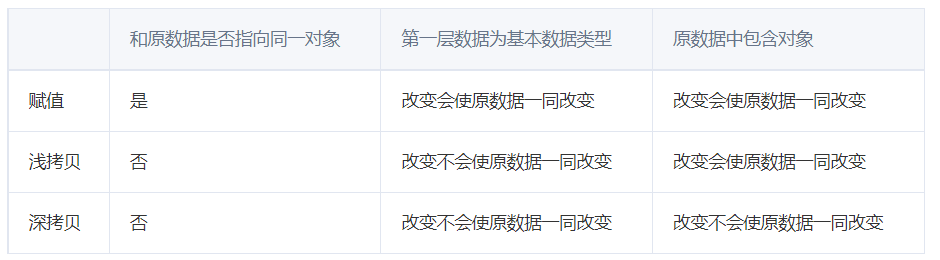 和原数据是否指向同一对象 第一层数据为基本数据类型 原数据中包含对象
赋值 是 改变会使原数据一同改变 改变会使原数据一同改变
浅拷贝 否 改变不会使原数据一同改变 改变会使原数据一同改变
深拷贝 否 改变不会使原数据一同改变 改变不会使原数据一同改变